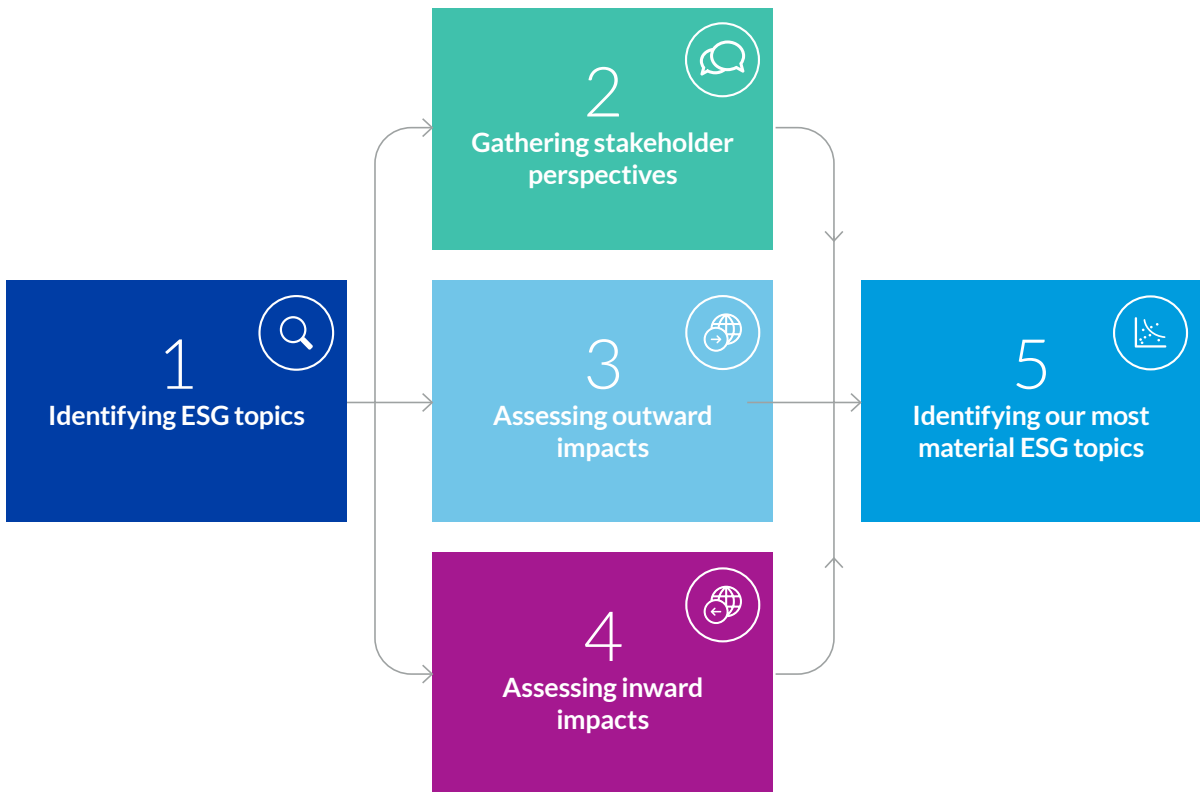 1
Identifying ESG topics
2
Gathering stakeholder
perspectives
3
Assessing outward
impacts
4
Assessing inward
impacts
5
Identifying our most
material ESG topics